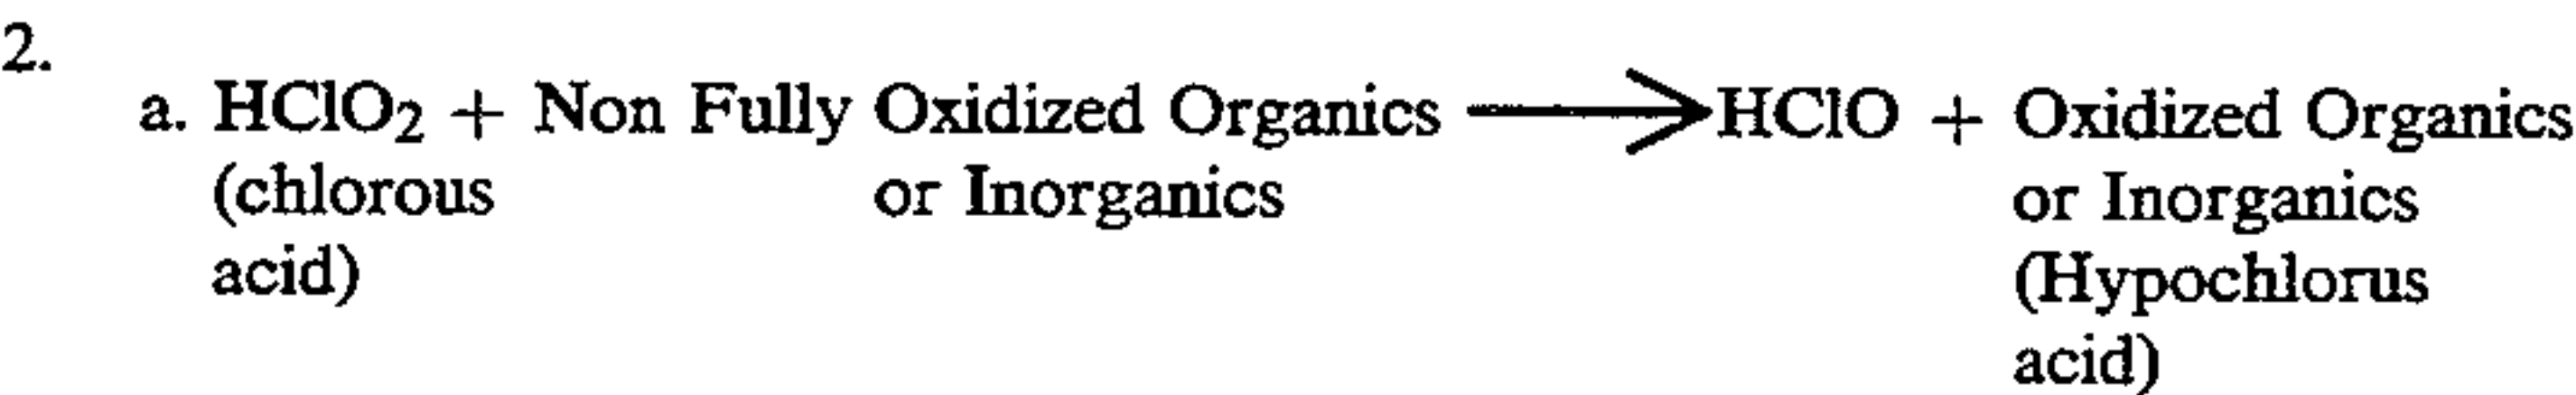 2.
a. HClO₂ + Non Fully Oxidized Organics ⟶ HClO + Oxidized Organics
(chlorous or Inorganics or Inorganics
acid) (Hypochlorus
acid)